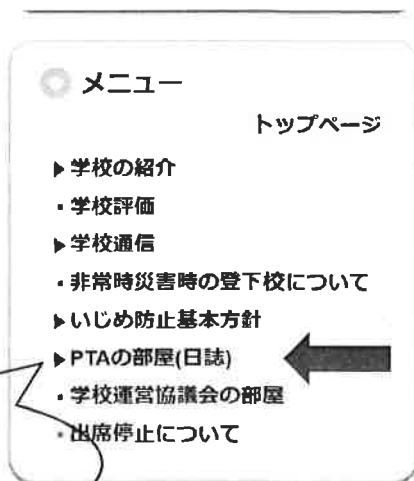 メニュー
トップページ
▶学校の紹介
・学校評価
▶学校通信
・非常時災害時の登下校について
▶いじめ防止基本方針
▶PTAの部屋(日誌)
・学校運営協議会の部屋
・出席停止について